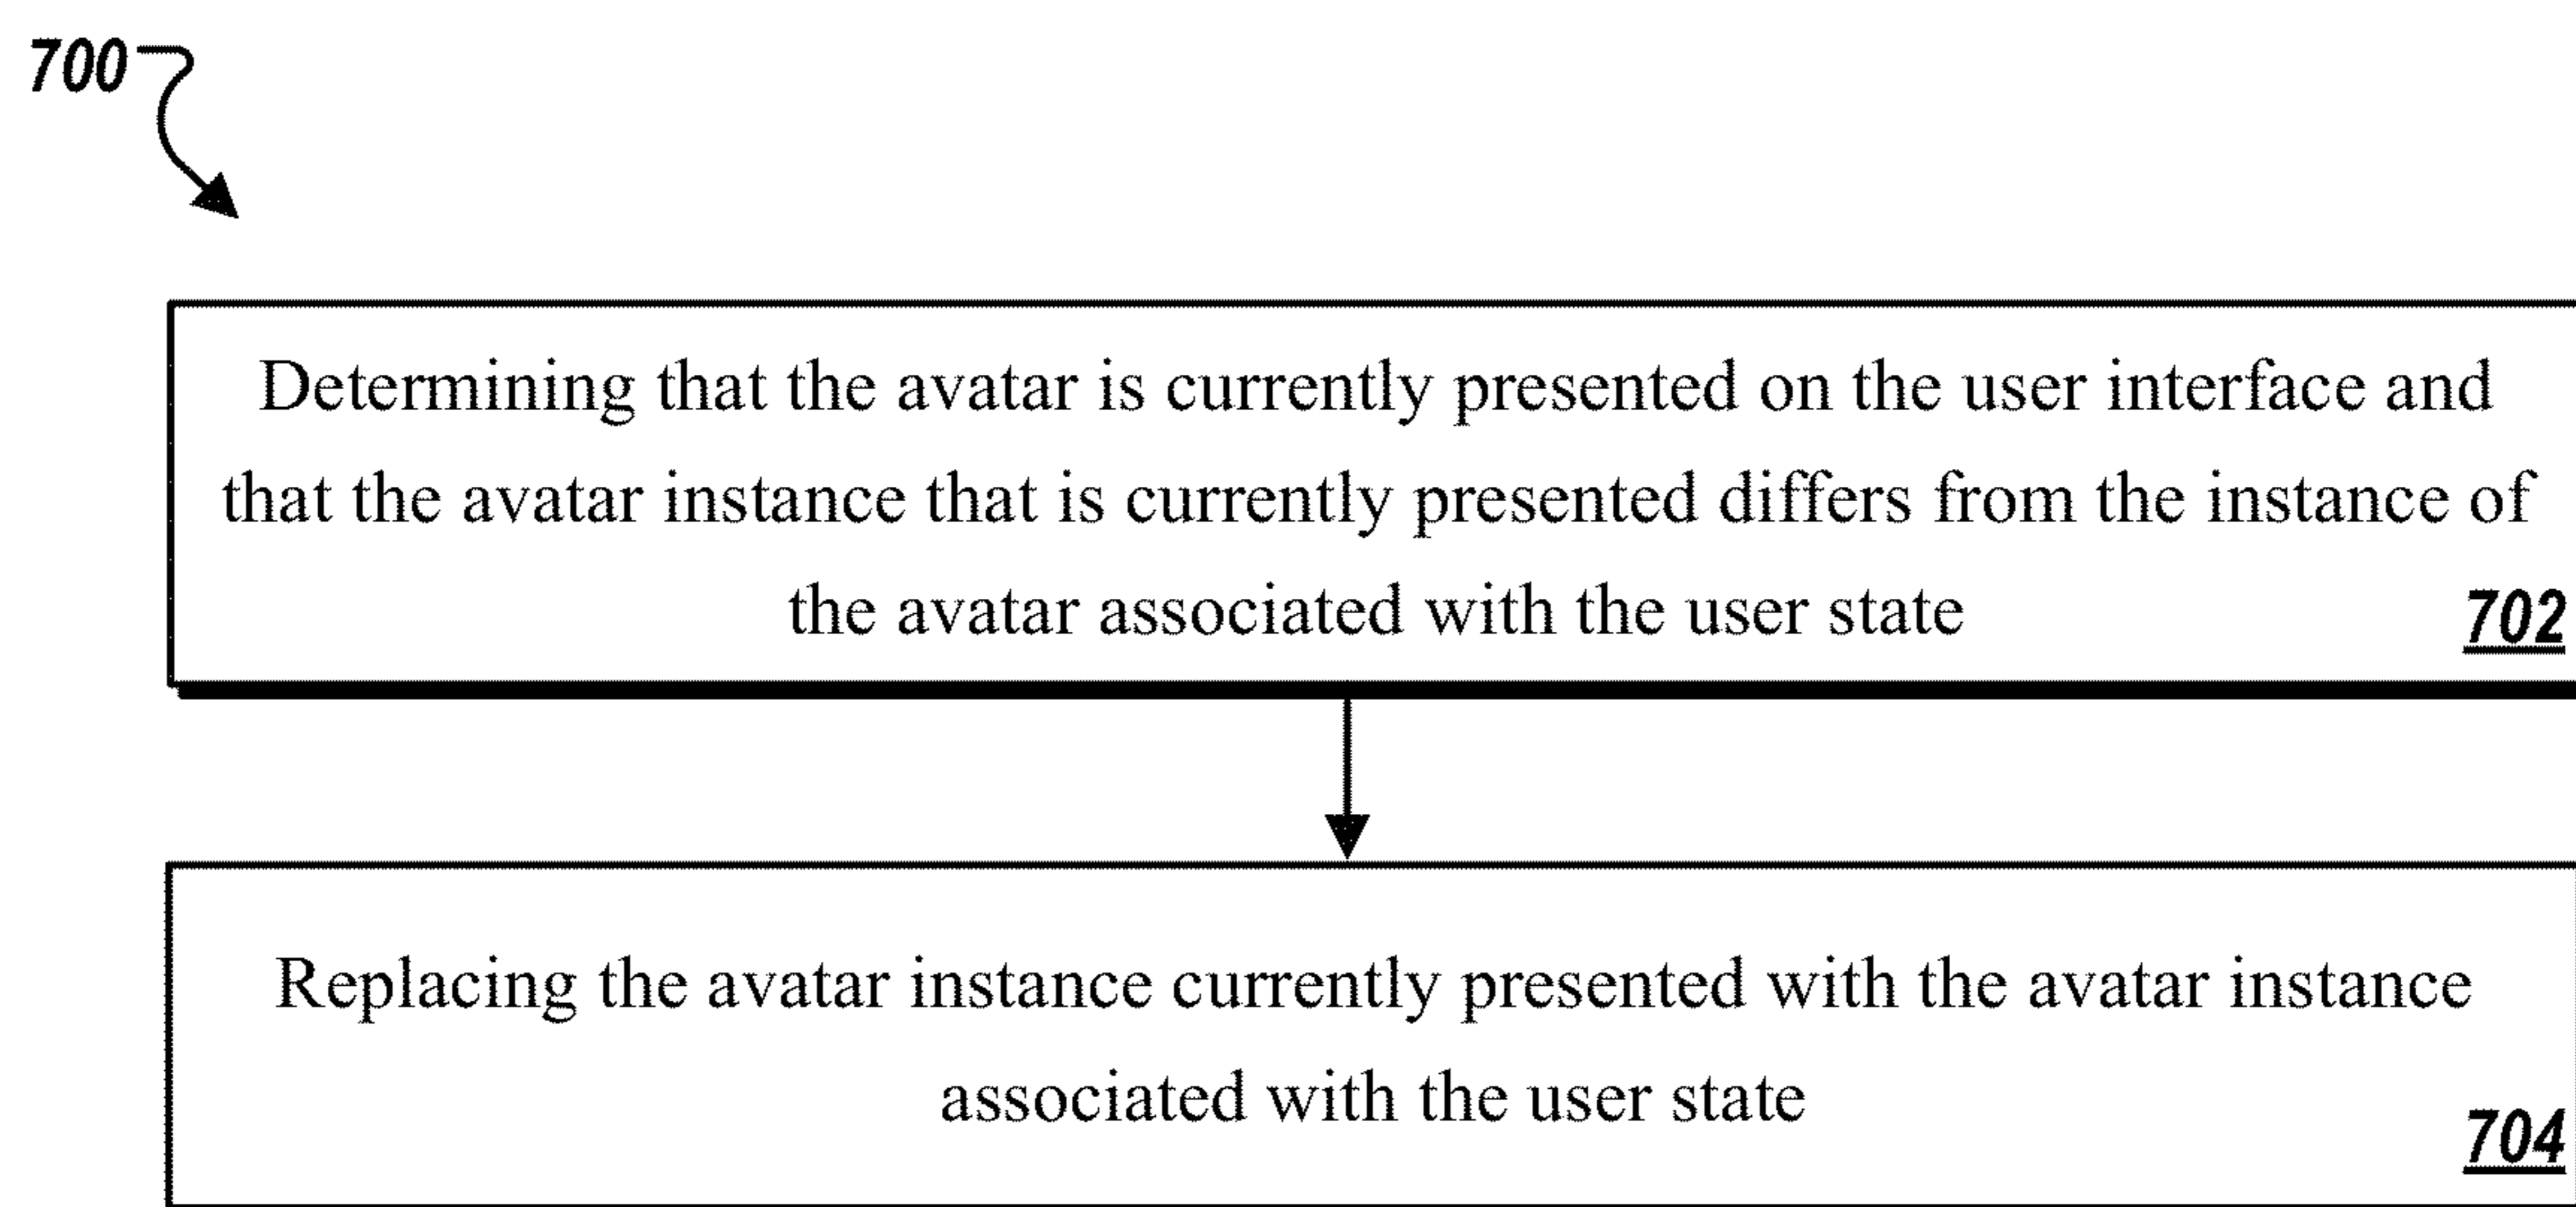 700
Determining that the avatar is currently presented on the user interface and
that the avatar instance that is currently presented differs from the instance of
the avatar associated with the user state
702
Replacing the avatar instance currently presented with the avatar instance
associated with the user state
704